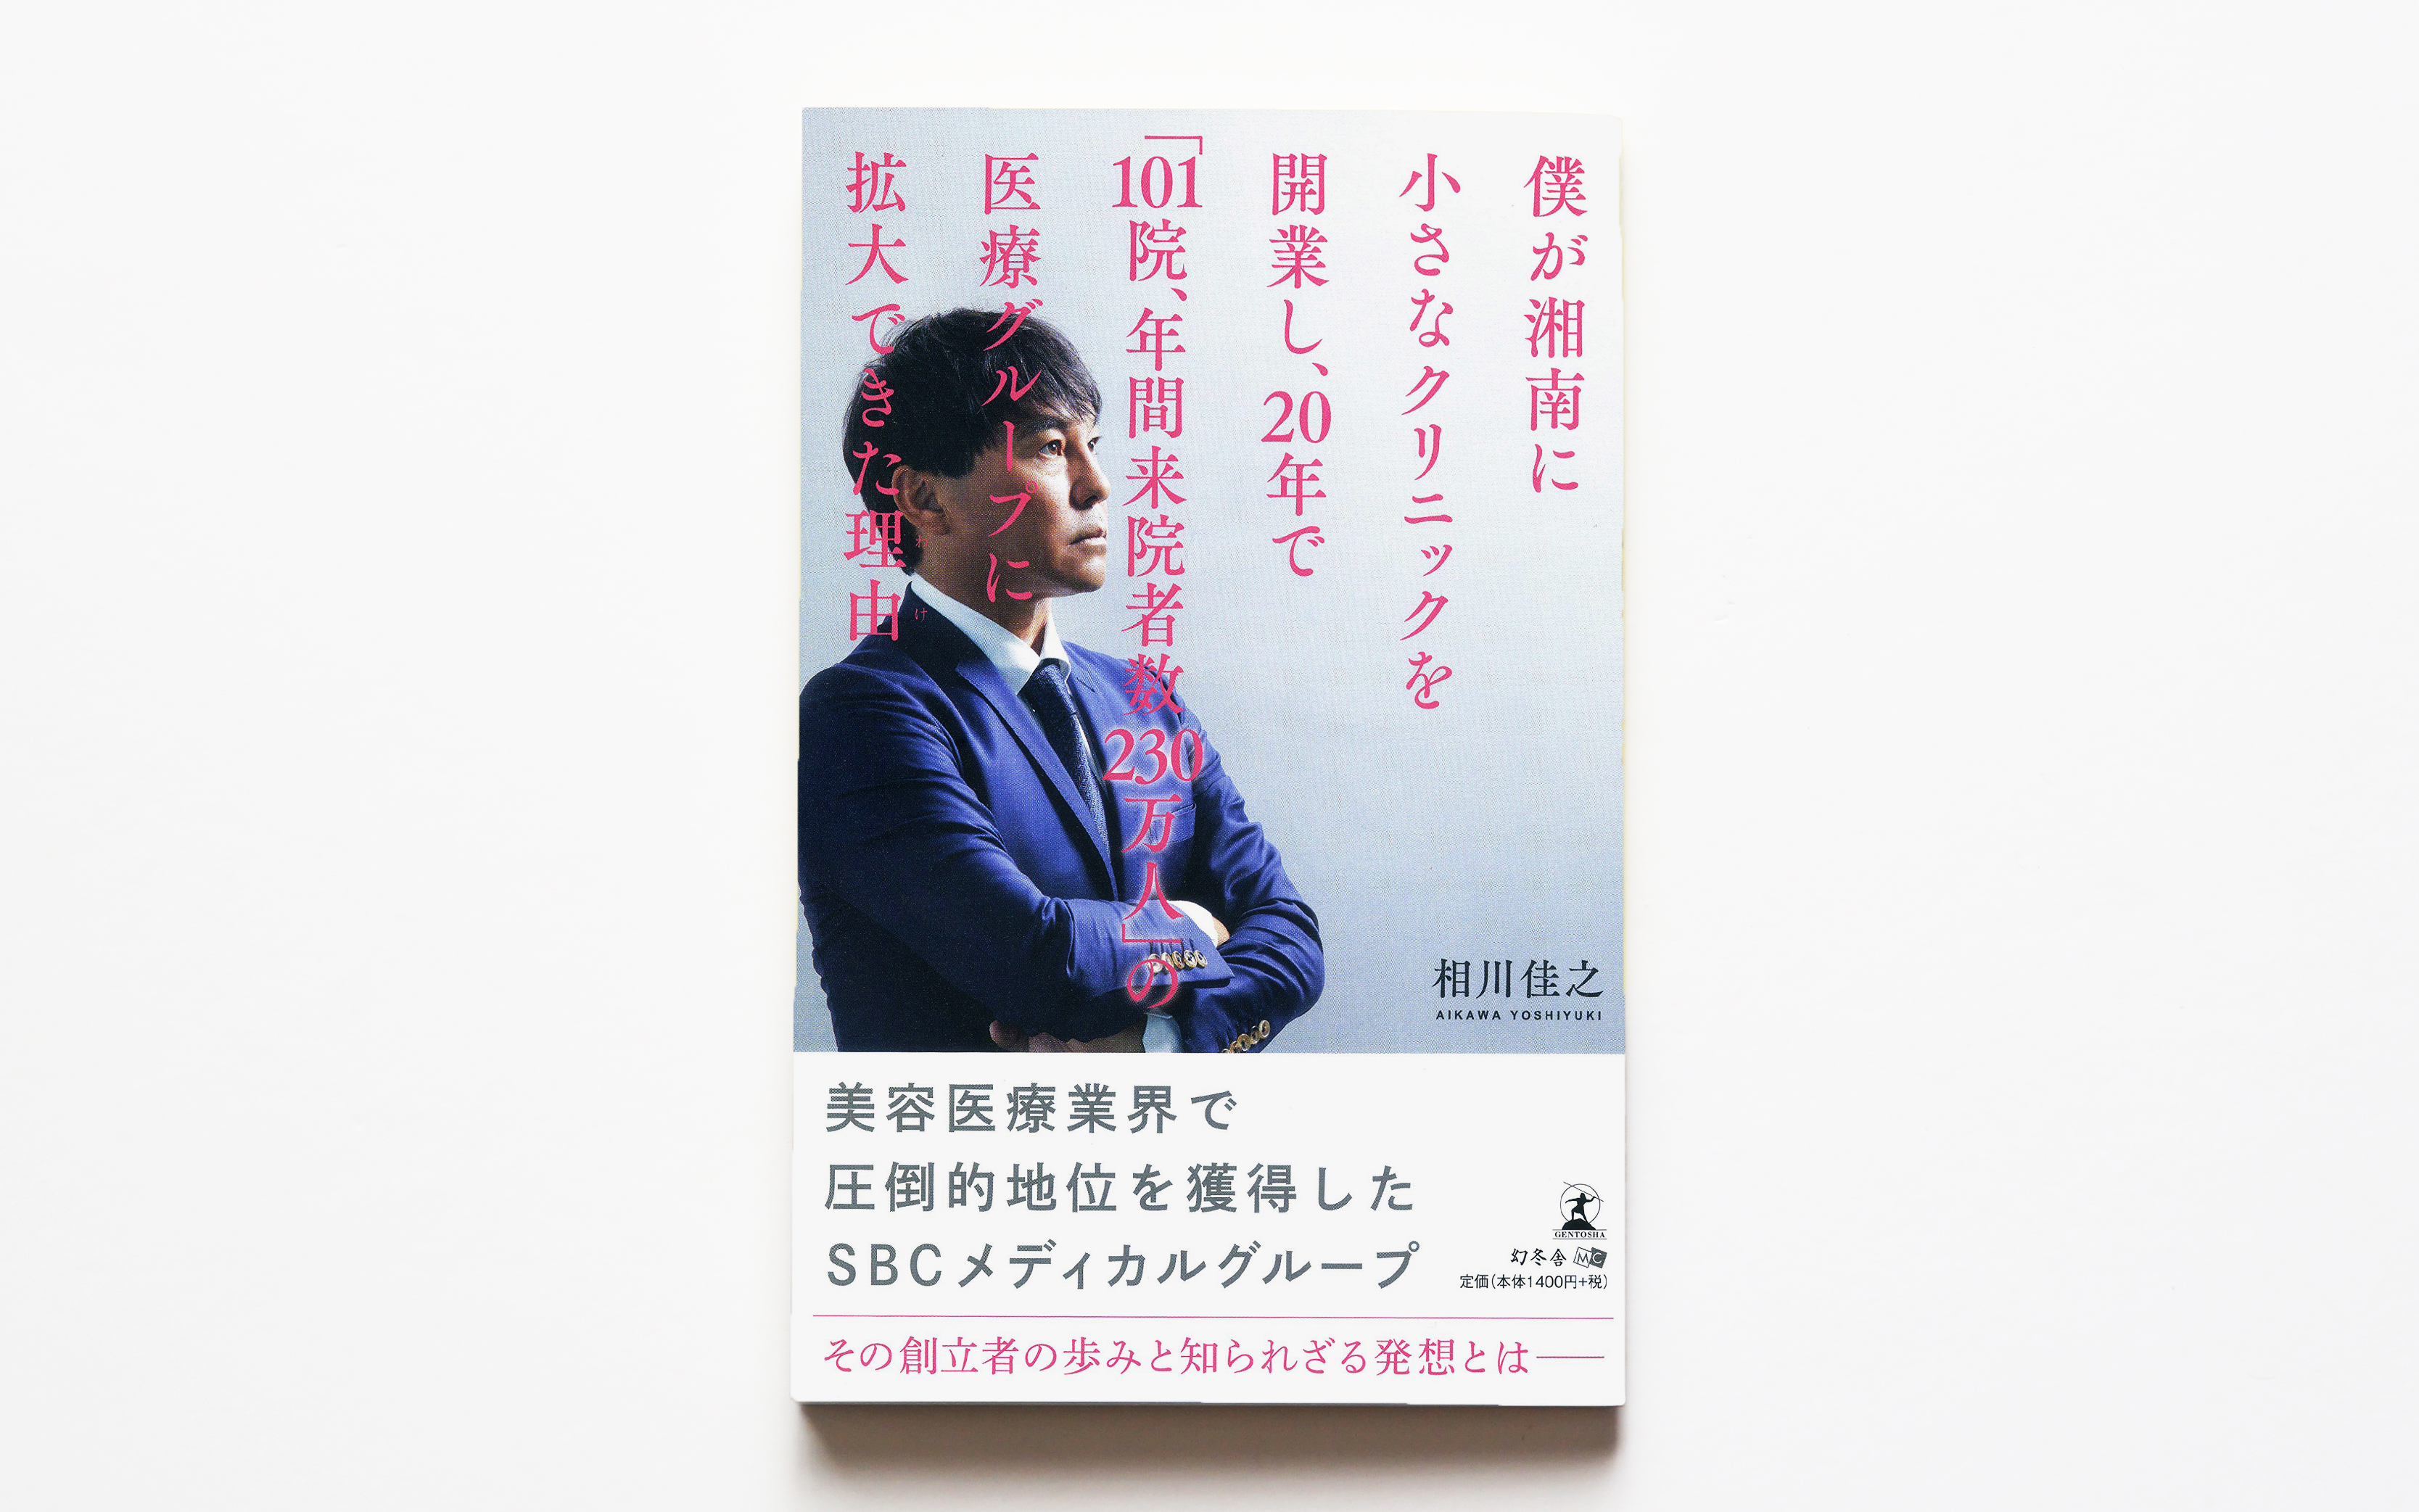 僕が湘南に
小さなクリニックを
開業し、20年で
「101院、年間来院者数230万人」の
医療グループに
拡大できた理由
わけ
相川佳之
AIKAWA YOSHIYUKI
美容医療業界で
圧倒的地位を獲得した
SBCメディカルグループ
GENTOSHA
幻冬舎 MC
定価(本体1400円+税)
その創立者の歩みと知られざる発想とは――